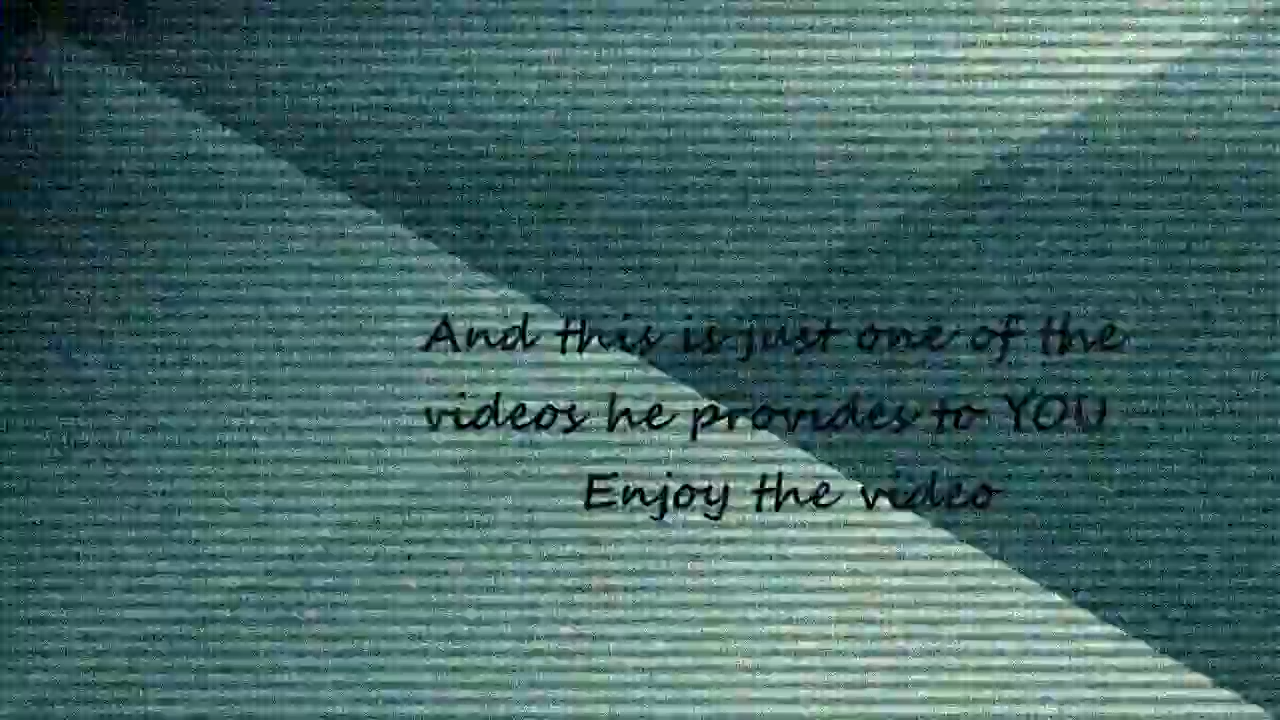 And this is just one of the
videos he provides to YOU
Enjoy the video